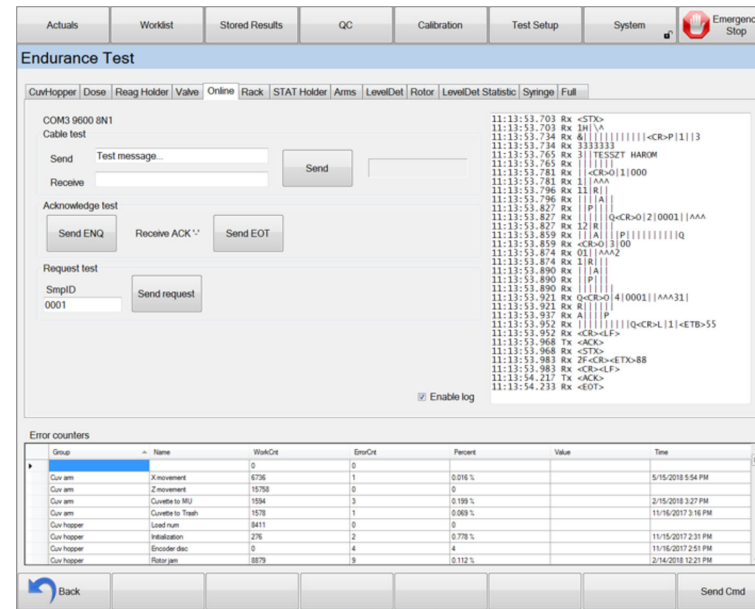 Actuals Worklist Stored Results QC Calibration Test Setup System Emergenc
Stop
Endurance Test
CuvHopper Dose Reag Holder Valve Online Rack STAT Holder Arms LevelDet Rotor LevelDet Statistic Syringe Full
COM3 9600 8N1
Cable test
Send Test message... Send
Receive
Acknowledge test
Send ENQ Receive ACK '-' Send EOT
Request test
SmpID
0001 Send request
11:13:53.703 Rx <STX>
11:13:53.703 Rx 1H|\^
11:13:53.734 Rx &||||||||||||<CR>P|1||3
11:13:53.734 Rx 3333333
11:13:53.765 Rx 3||TESSZT HAROM
11:13:53.765 Rx |||||||
11:13:53.781 Rx ||<CR>O|1|000
11:13:53.781 Rx 1||^^^
11:13:53.796 Rx 11|R||
11:13:53.796 Rx ||||A||
11:13:53.827 Rx ||P||||
11:13:53.827 Rx ||||||Q<CR>O|2|0001||^^^
11:13:53.827 Rx 12|R||
11:13:53.859 Rx |||A||||P||||||||||Q
11:13:53.859 Rx <CR>O|3|00
11:13:53.874 Rx 01||^^^2
11:13:53.874 Rx 1|R|||
11:13:53.890 Rx |||A||
11:13:53.890 Rx ||P|||
11:13:53.890 Rx |||||||
11:13:53.921 Rx Q<CR>O|4|0001||^^^31|
11:13:53.921 Rx R||||||
11:13:53.937 Rx A||||P
11:13:53.952 Rx ||||||||||Q<CR>L|1|<ETB>55
11:13:53.952 Rx <CR><LF>
11:13:53.968 Tx <ACK>
11:13:53.968 Rx <STX>
11:13:53.983 Rx 2F<CR><ETX>88
11:13:53.983 Rx <CR><LF>
11:13:54.217 Tx <ACK>
11:13:54.233 Rx <EOT>
Enable log
Error counters
Group Name WorkCnt ErrorCnt Percent Value Time
0 0
Cuv arm X movement 6736 1 0.016 % 5/15/2018 5:54 PM
Cuv arm Z movement 15758 0 0
Cuv arm Cuvette to MU 1594 3 0.199 % 2/15/2018 3:27 PM
Cuv arm Cuvette to Trash 1578 1 0.069 % 11/16/2017 3:16 PM
Cuv hopper Load num 8411 0 0
Cuv hopper Initialization 276 2 0.778 % 11/15/2017 2:31 PM
Cuv hopper Encoder disc 0 4 4 11/16/2017 2:51 PM
Cuv hopper Rotor jam 8879 9 0.112 % 2/14/2018 12:21 PM
Back Send Cmd